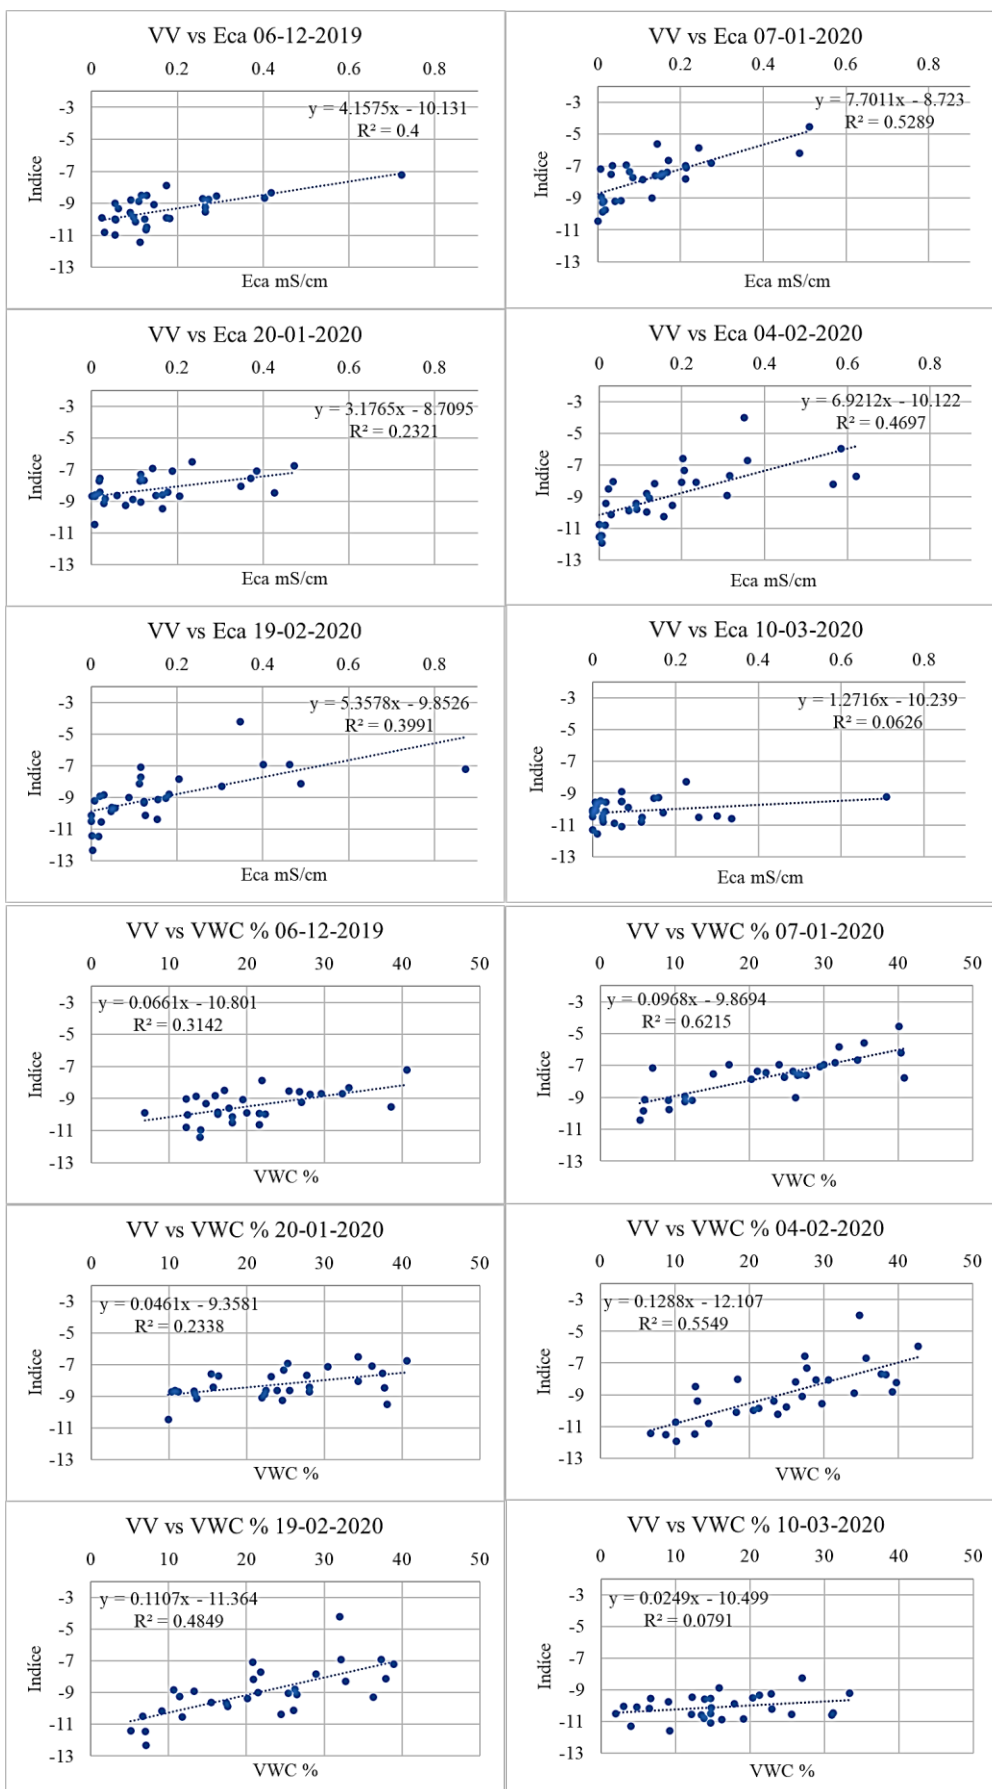 VV vs Eca 06-12-2019
0 0.2 0.4 0.6 0.8
y = 4.1575x - 10.131
R² = 0.4
-3
-5
-7
-9
-11
-13
Indíce
Eca mS/cm
VV vs Eca 07-01-2020
0 0.2 0.4 0.6 0.8
y = 7.7011x - 8.723
R² = 0.5289
-3
-5
-7
-9
-11
-13
Indíce
Eca mS/cm
VV vs Eca 20-01-2020
0 0.2 0.4 0.6 0.8
y = 3.1765x - 8.7095
R² = 0.2321
-3
-5
-7
-9
-11
-13
Indíce
Eca mS/cm
VV vs Eca 04-02-2020
0 0.2 0.4 0.6 0.8
y = 6.9212x - 10.122
R² = 0.4697
-3
-5
-7
-9
-11
-13
Indíce
Eca mS/cm
VV vs Eca 19-02-2020
0 0.2 0.4 0.6 0.8
y = 5.3578x - 9.8526
R² = 0.3991
-3
-5
-7
-9
-11
-13
Indíce
Eca mS/cm
VV vs Eca 10-03-2020
0 0.2 0.4 0.6 0.8
y = 1.2716x - 10.239
R² = 0.0626
-3
-5
-7
-9
-11
-13
Indíce
Eca mS/cm
VV vs VWC % 06-12-2019
0 10 20 30 40 50
y = 0.0661x - 10.801
R² = 0.3142
-3
-5
-7
-9
-11
-13
Indíce
VWC %
VV vs VWC % 07-01-2020
0 10 20 30 40 50
y = 0.0968x - 9.8694
R² = 0.6215
-3
-5
-7
-9
-11
-13
Indíce
VWC %
VV vs VWC % 20-01-2020
0 10 20 30 40 50
y = 0.0461x - 9.3581
R² = 0.2338
-3
-5
-7
-9
-11
-13
Indíce
VWC %
VV vs VWC % 04-02-2020
0 10 20 30 40 50
y = 0.1288x - 12.107
R² = 0.5549
-3
-5
-7
-9
-11
-13
Indíce
VWC %
VV vs VWC % 19-02-2020
0 10 20 30 40 50
y = 0.1107x - 11.364
R² = 0.4849
-3
-5
-7
-9
-11
-13
Indíce
VWC %
VV vs VWC % 10-03-2020
0 10 20 30 40 50
y = 0.0249x - 10.499
R² = 0.0791
-3
-5
-7
-9
-11
-13
Indíce
VWC %